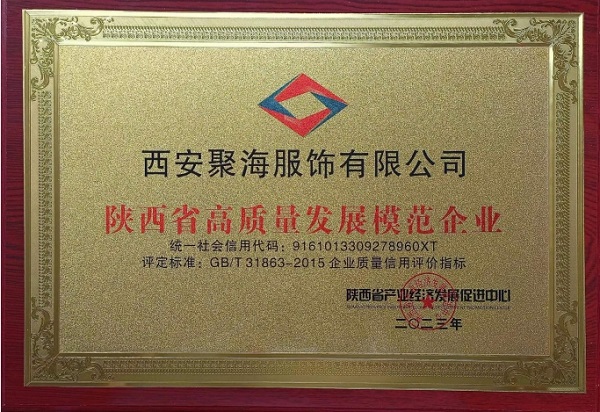 西安聚海服饰有限公司
陕西省高质量发展模范企业
统一社会信用代码：9161013309278960XT
评定标准：GB/T 31863-2015 企业质量信用评价指标
陕西省产业经济发展促进中心
二〇二三年